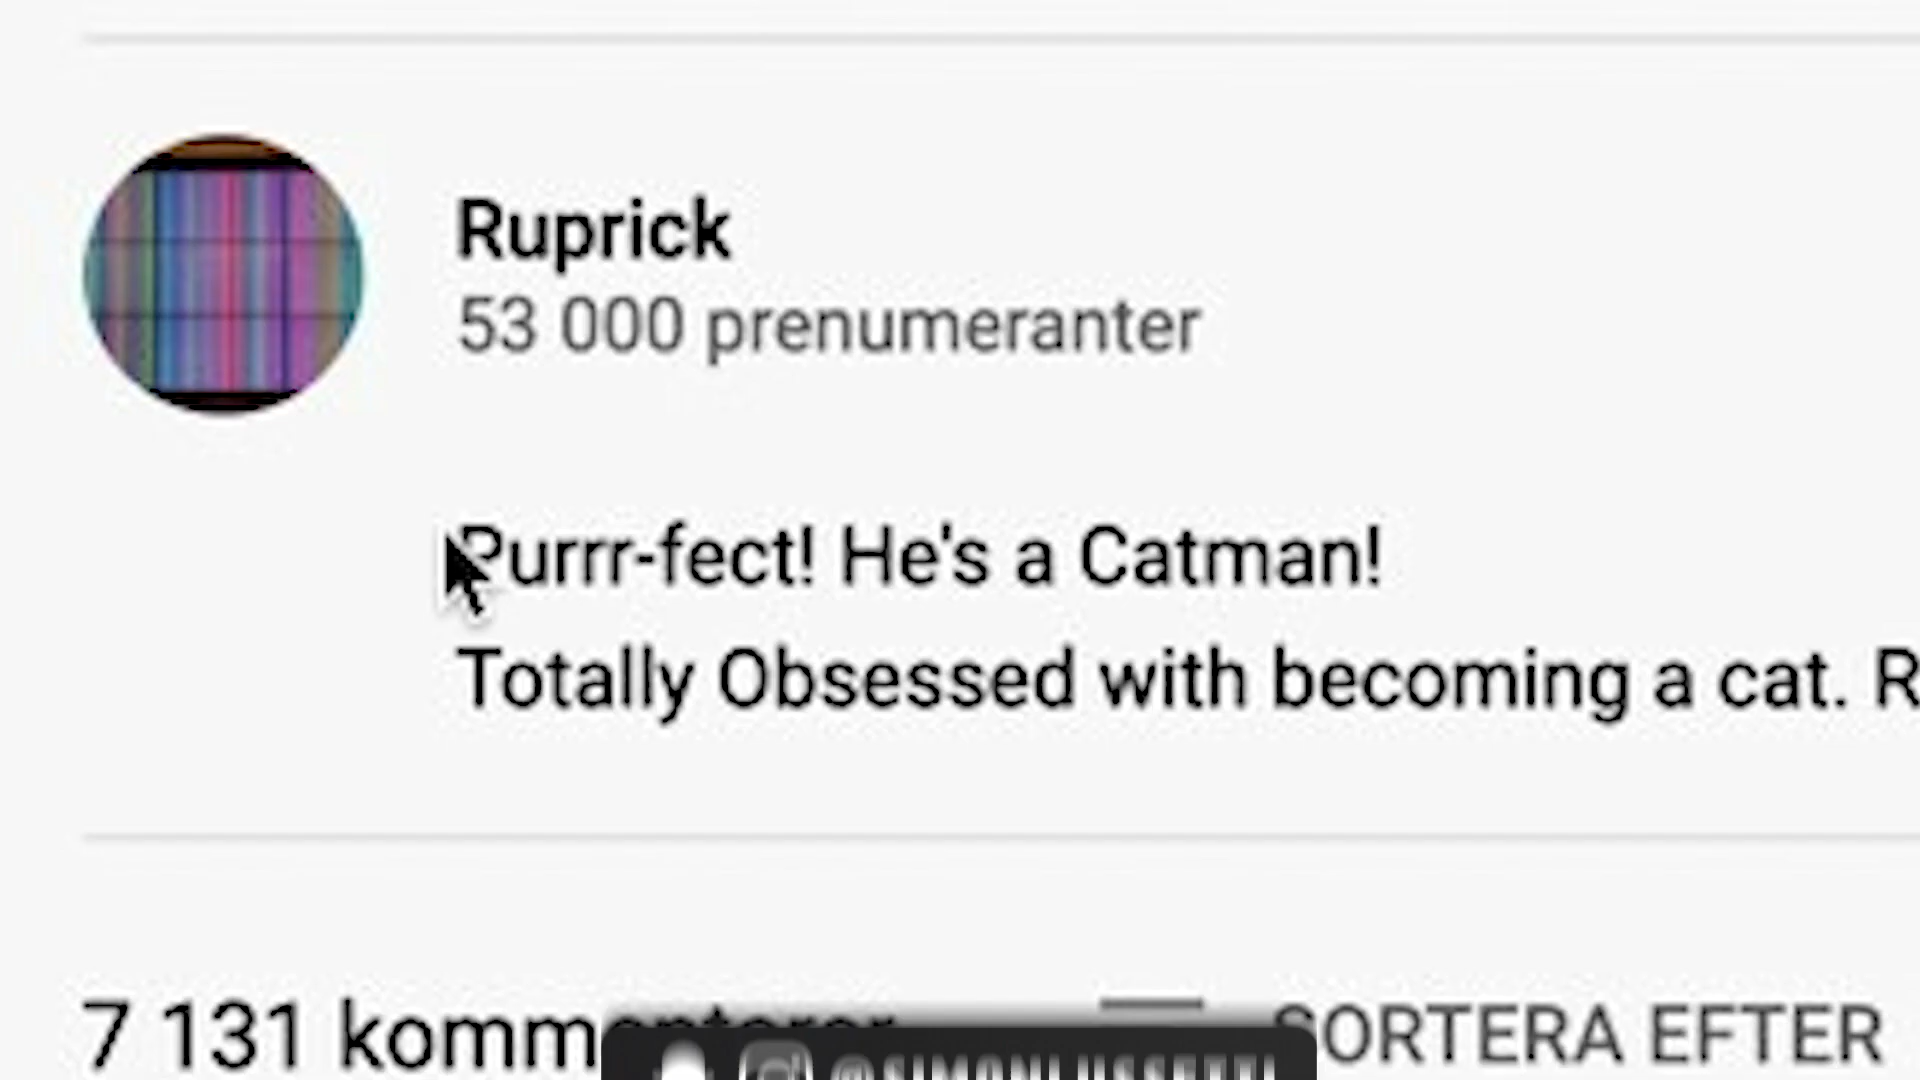 Ruprick
53 000 prenumeranter
Purrr-fect! He's a Catman!
Totally Obsessed with becoming a cat. R
7 131 kommentarer
SORTERA EFTER